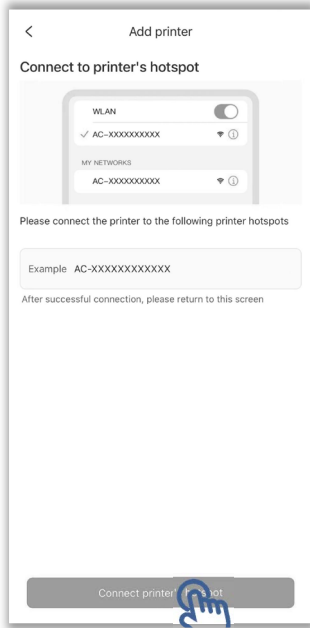 Add printer
Connect to printer's hotspot
WLAN
AC-XXXXXXXXXX
MY NETWORKS
AC-XXXXXXXXXX
Please connect the printer to the following printer hotspots
Example AC-XXXXXXXXXXXX
After successful connection, please return to this screen
Connect printer'